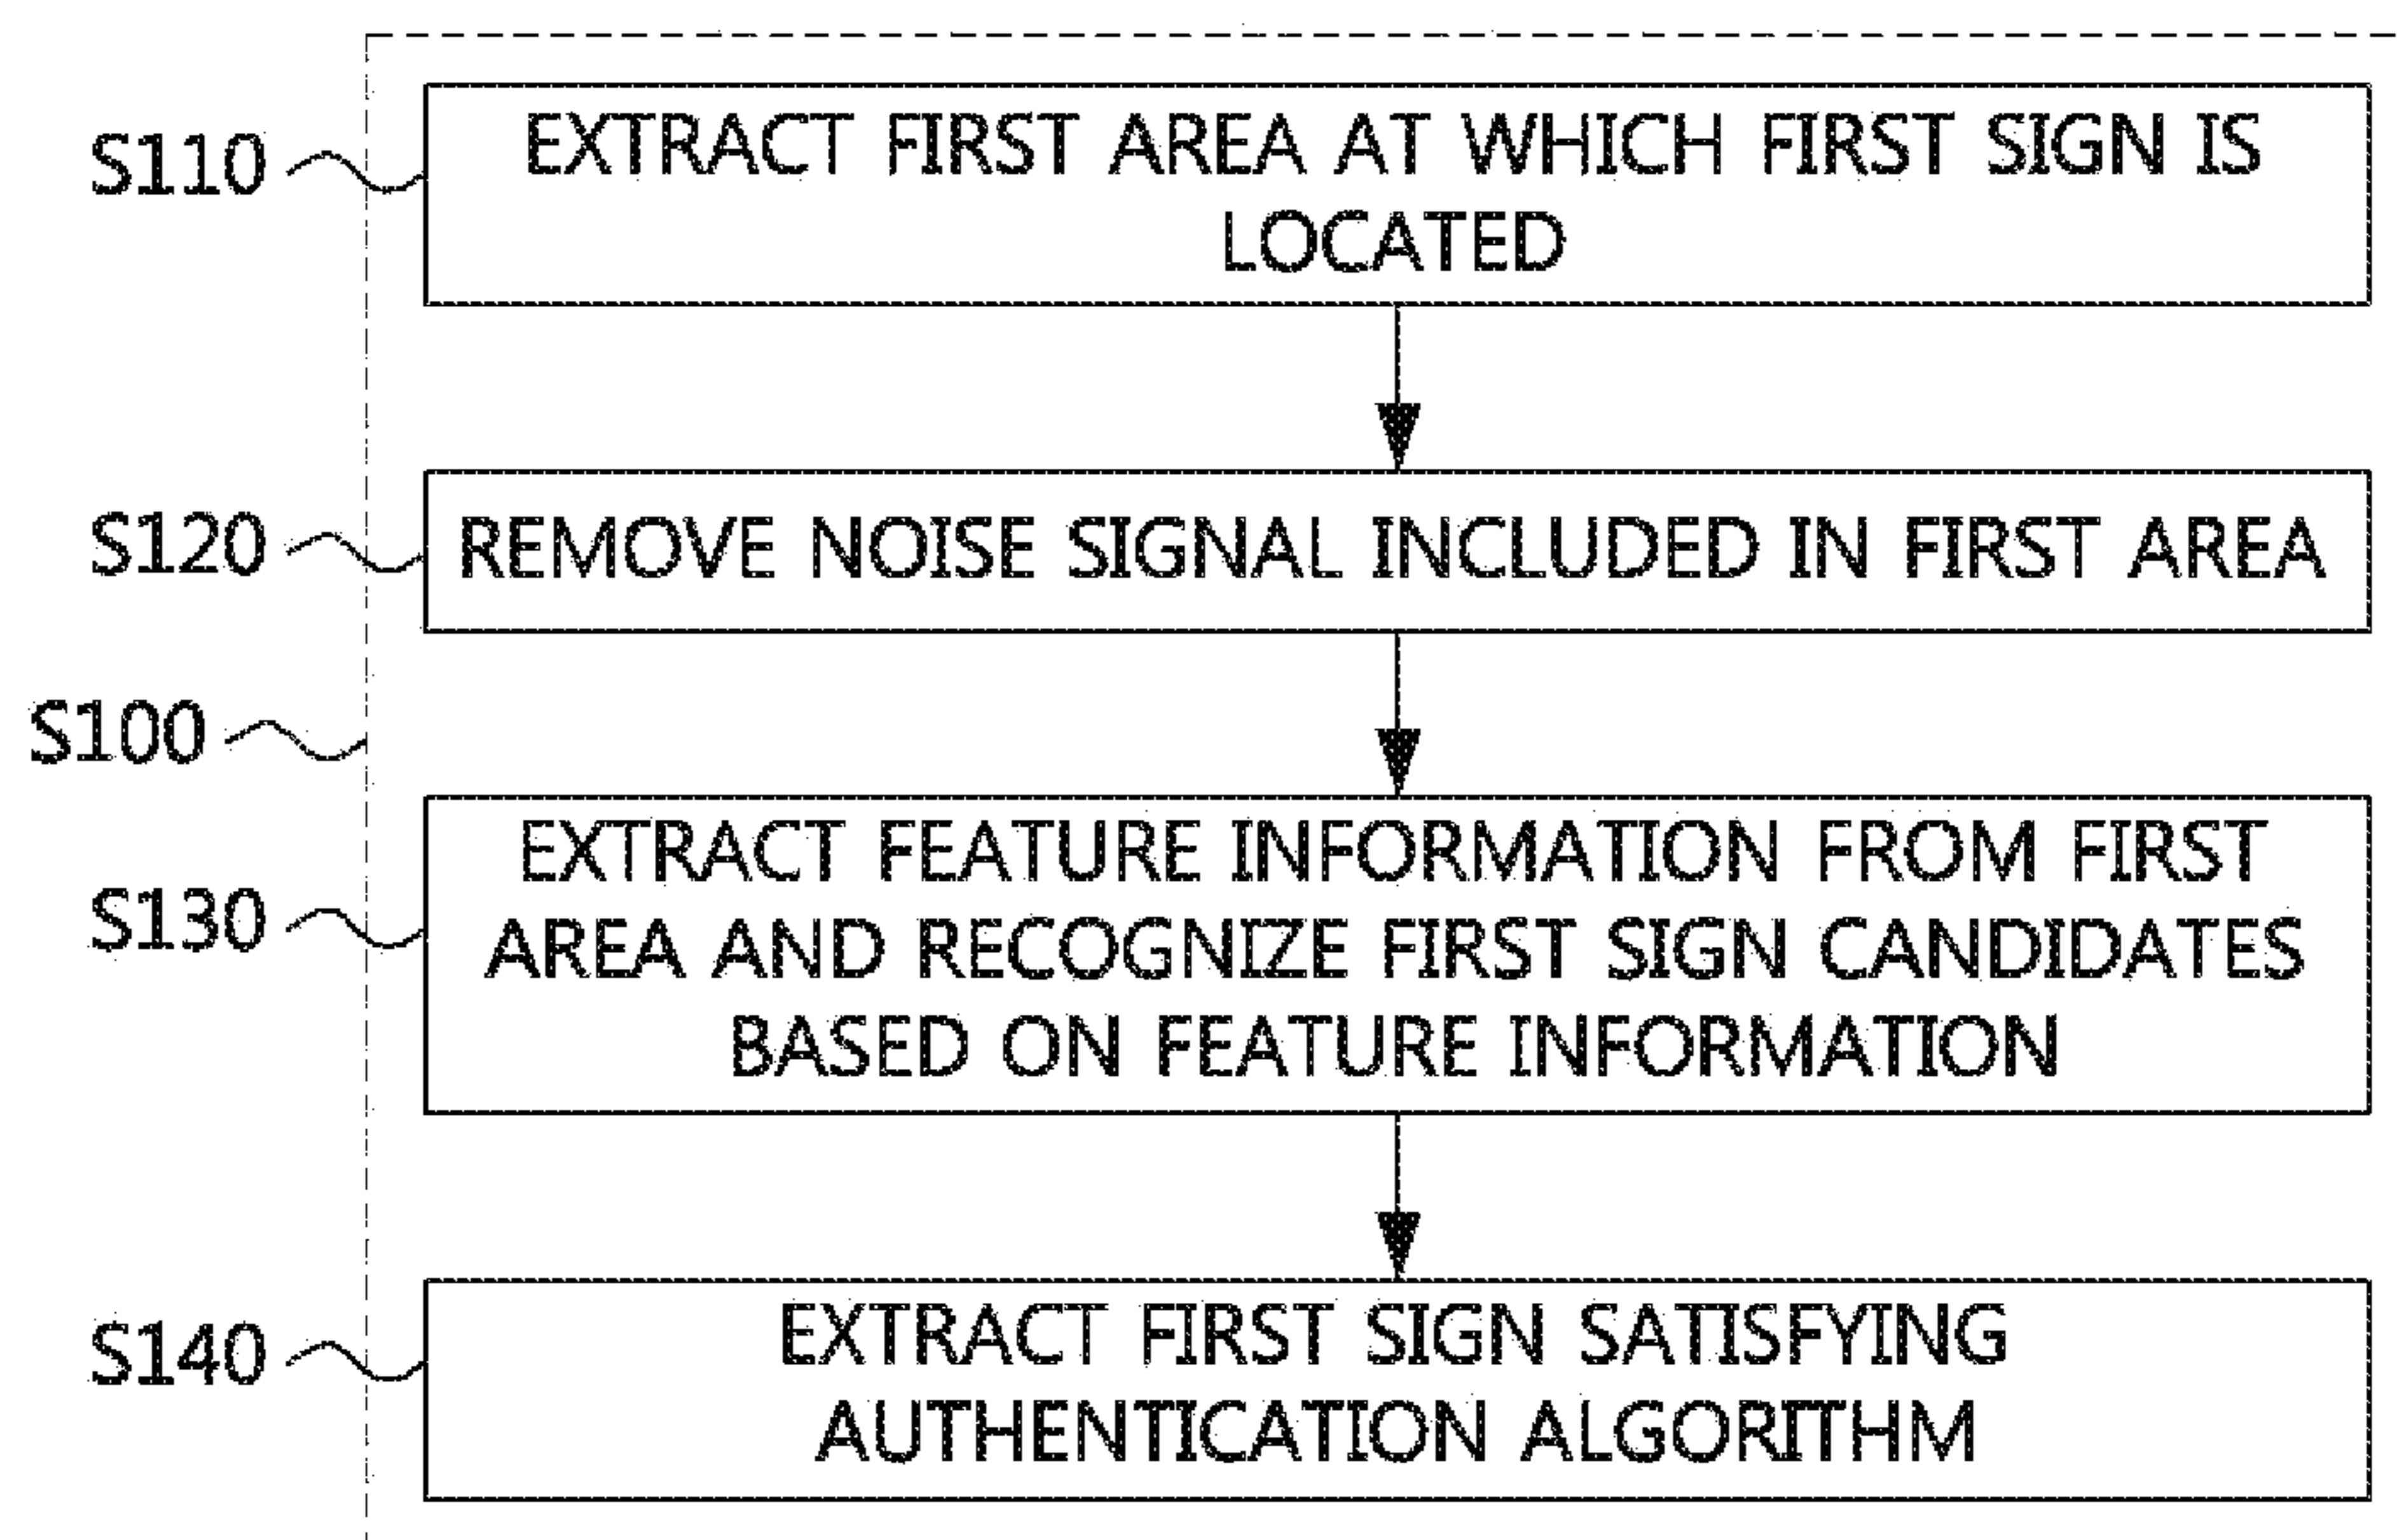 S110
EXTRACT FIRST AREA AT WHICH FIRST SIGN IS
LOCATED
S120
REMOVE NOISE SIGNAL INCLUDED IN FIRST AREA
S100
S130
EXTRACT FEATURE INFORMATION FROM FIRST
AREA AND RECOGNIZE FIRST SIGN CANDIDATES
BASED ON FEATURE INFORMATION
S140
EXTRACT FIRST SIGN SATISFYING
AUTHENTICATION ALGORITHM